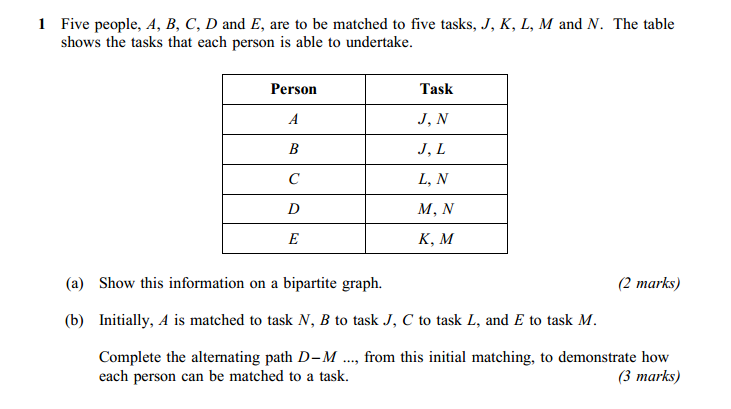 1 Five people, A, B, C, D and E, are to be matched to five tasks, J, K, L, M and N. The table
shows the tasks that each person is able to undertake.
Person Task
A J, N
B J, L
C L, N
D M, N
E K, M
(a) Show this information on a bipartite graph. (2 marks)
(b) Initially, A is matched to task N, B to task J, C to task L, and E to task M.
Complete the alternating path D–M ..., from this initial matching, to demonstrate how
each person can be matched to a task. (3 marks)